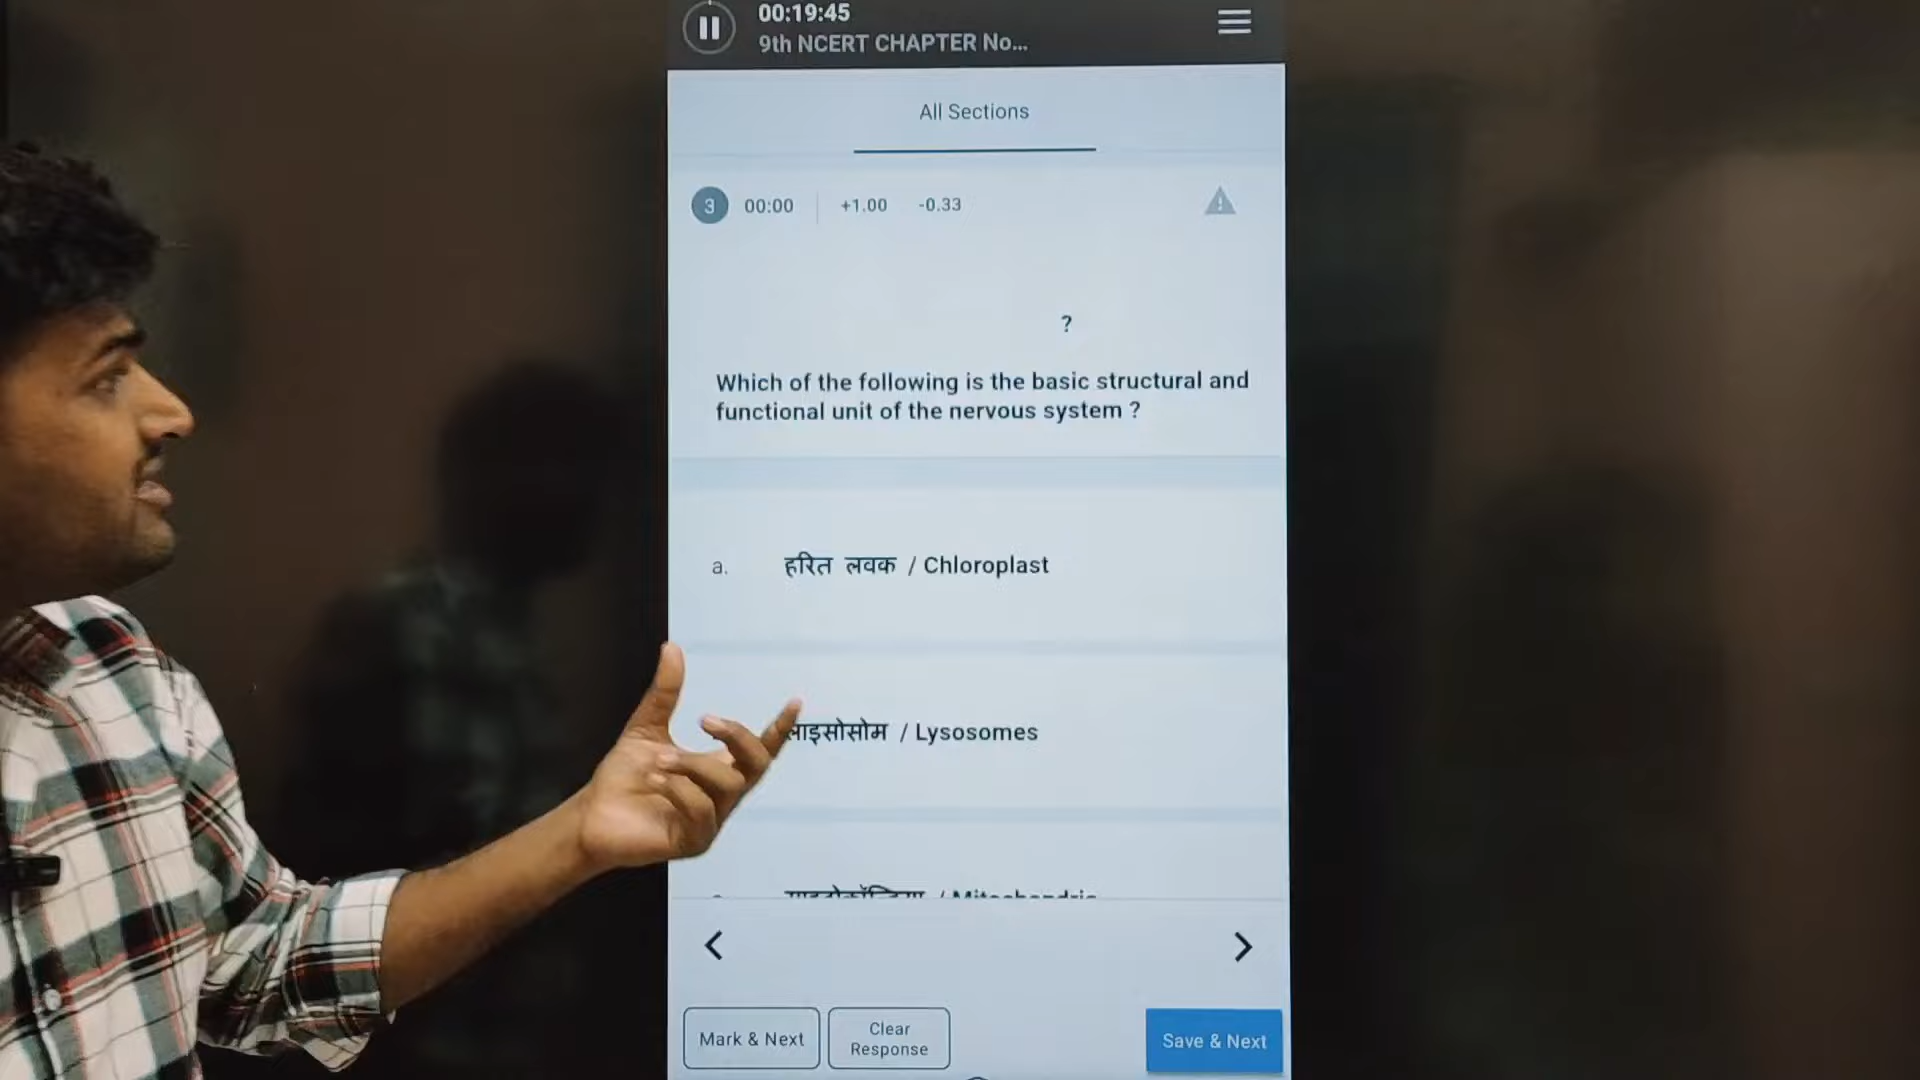 00:19:45
9th NCERT CHAPTER No...
All Sections
3 00:00 +1.00 -0.33
?
Which of the following is the basic structural and
functional unit of the nervous system ?
a. हरित लवक / Chloroplast
लाइसोसोम / Lysosomes
/ Mitochondria
Mark & Next
Clear
Response
Save & Next